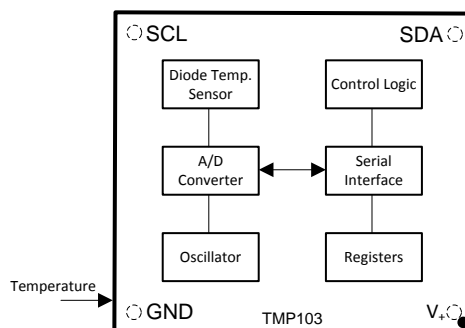 SCL
SDA
Diode Temp.
Sensor
Control Logic
A/D
Converter
Serial
Interface
Oscillator
Registers
Temperature
GND
TMP103
V+